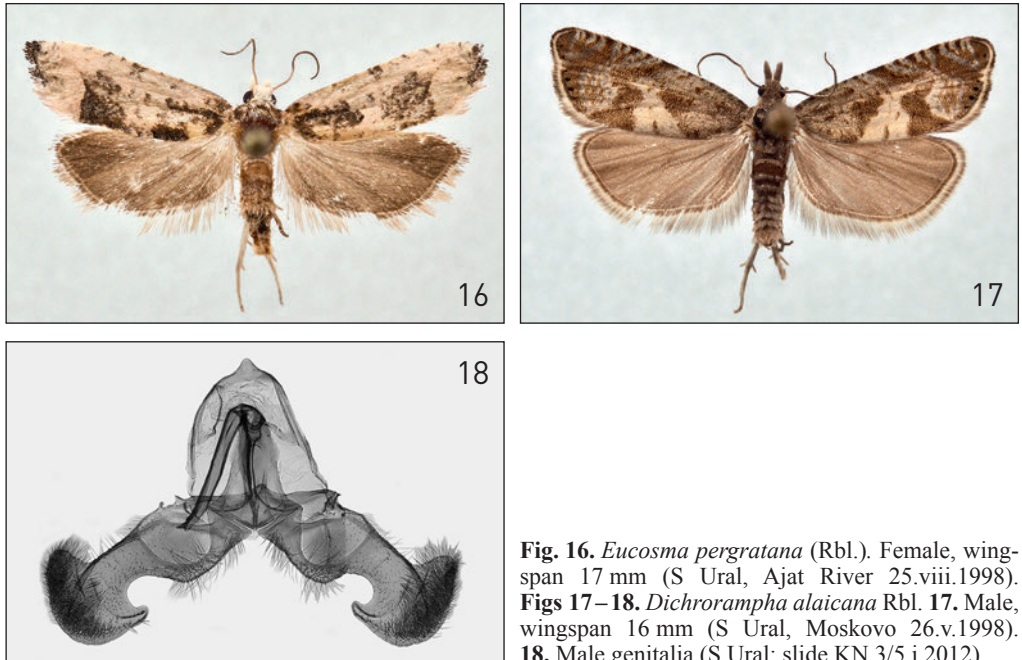 16
17
18
Fig. 16. Eucosma pergratana (Rbl.). Female, wing-
span 17 mm (S Ural, Ajat River 25.viii.1998).
Figs 17–18. Dichrorampha alaicana Rbl. 17. Male,
wingspan 16 mm (S Ural, Moskovo 26.v.1998).
18. Male genitalia (S Ural; slide KN 3/5.i.2012)